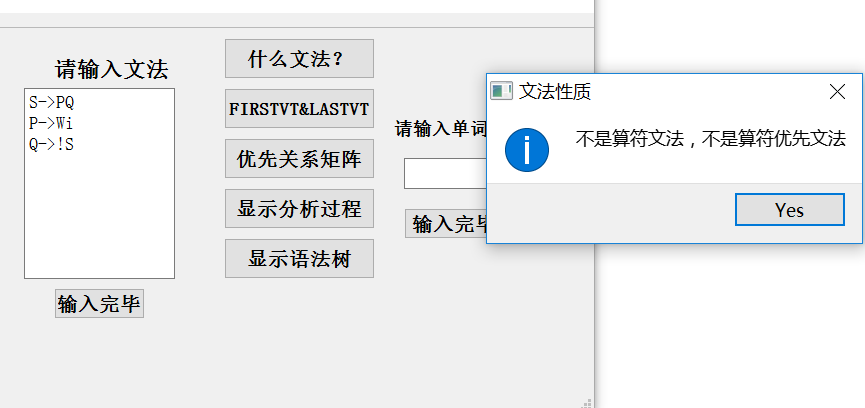 请输入文法
S->PQ
P->Wi
Q->!S
输入完毕
什么文法？
FIRSTVT&LASTVT
优先关系矩阵
显示分析过程
显示语法树
请输入单词
输入完毕
文法性质
不是算符文法，不是算符优先文法
Yes